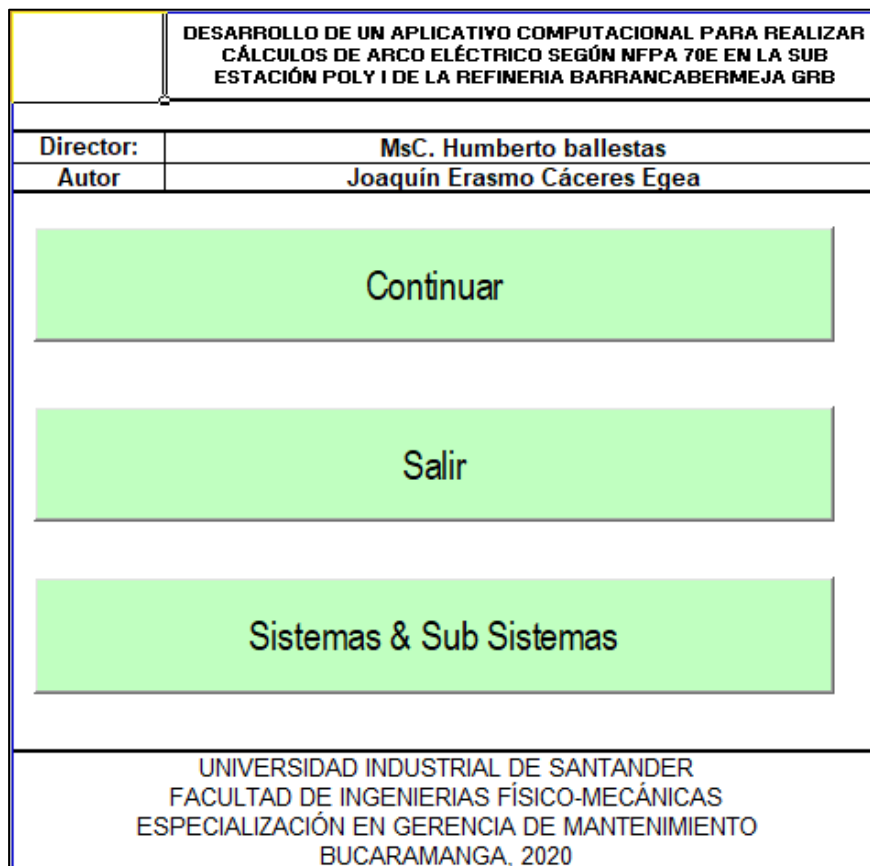 DESARROLLO DE UN APLICATIVO COMPUTACIONAL PARA REALIZAR
CÁLCULOS DE ARCO ELÉCTRICO SEGÚN NFPA 70E EN LA SUB
ESTACIÓN POLY I DE LA REFINERIA BARRANCABERMEJA GRB
Director: MsC. Humberto ballestas
Autor Joaquín Erasmo Cáceres Egea
Continuar
Salir
Sistemas & Sub Sistemas
UNIVERSIDAD INDUSTRIAL DE SANTANDER
FACULTAD DE INGENIERIAS FÍSICO-MECÁNICAS
ESPECIALIZACIÓN EN GERENCIA DE MANTENIMIENTO
BUCARAMANGA, 2020